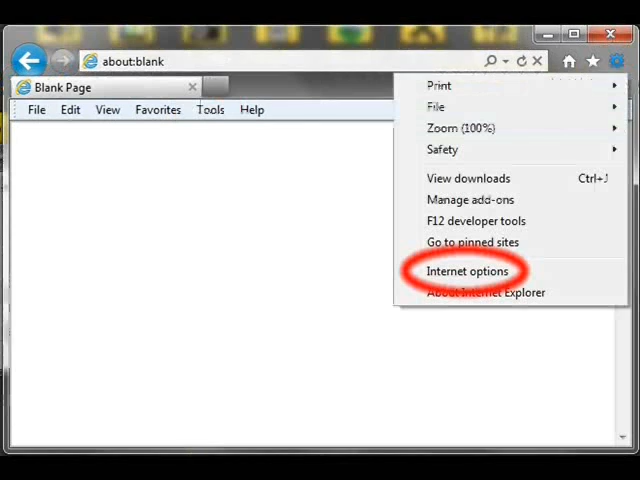 about:blank
Blank Page
File Edit View Favorites Tools Help
Print
File
Zoom (100%)
Safety
View downloads Ctrl+J
Manage add-ons
F12 developer tools
Go to pinned sites
Internet options
About Internet Explorer